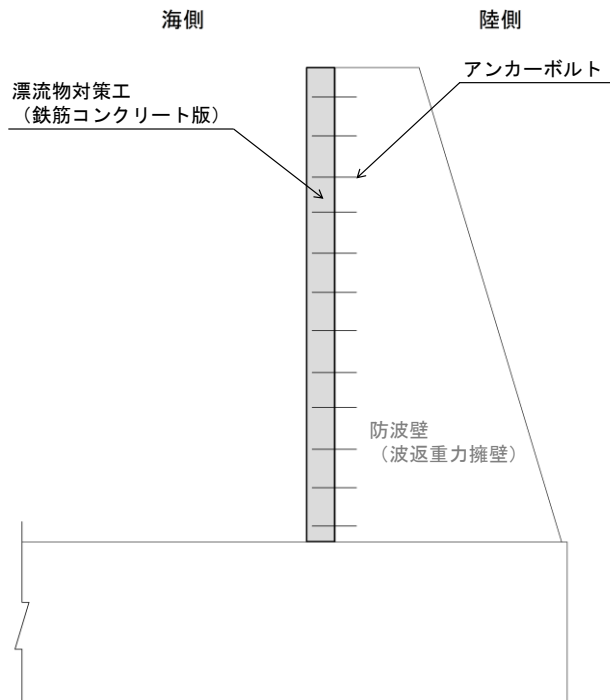 海側
陸側
アンカーボルト
漂流物対策工
（鉄筋コンクリート版）
防波壁
（波返重力擁壁）